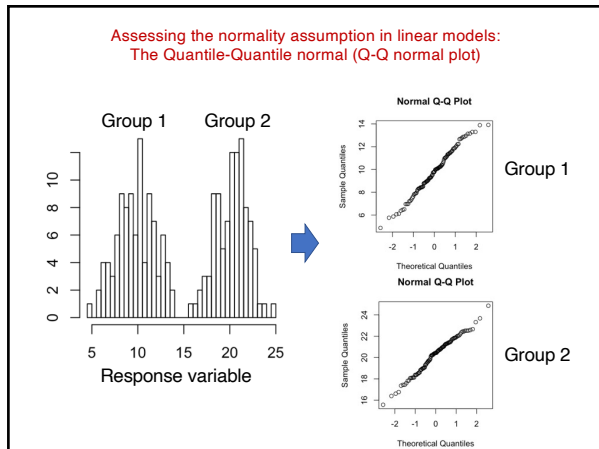 Assessing the normality assumption in linear models:
The Quantile-Quantile normal (Q-Q normal plot)
Group 1 Group 2
0 2 4 6 8 10
5 10 15 20 25
Response variable
Normal Q-Q Plot
Sample Quantiles
6 8 10 12 14
-2 -1 0 1 2
Theoretical Quantiles
Group 1
Normal Q-Q Plot
Sample Quantiles
16 18 20 22 24
-2 -1 0 1 2
Theoretical Quantiles
Group 2